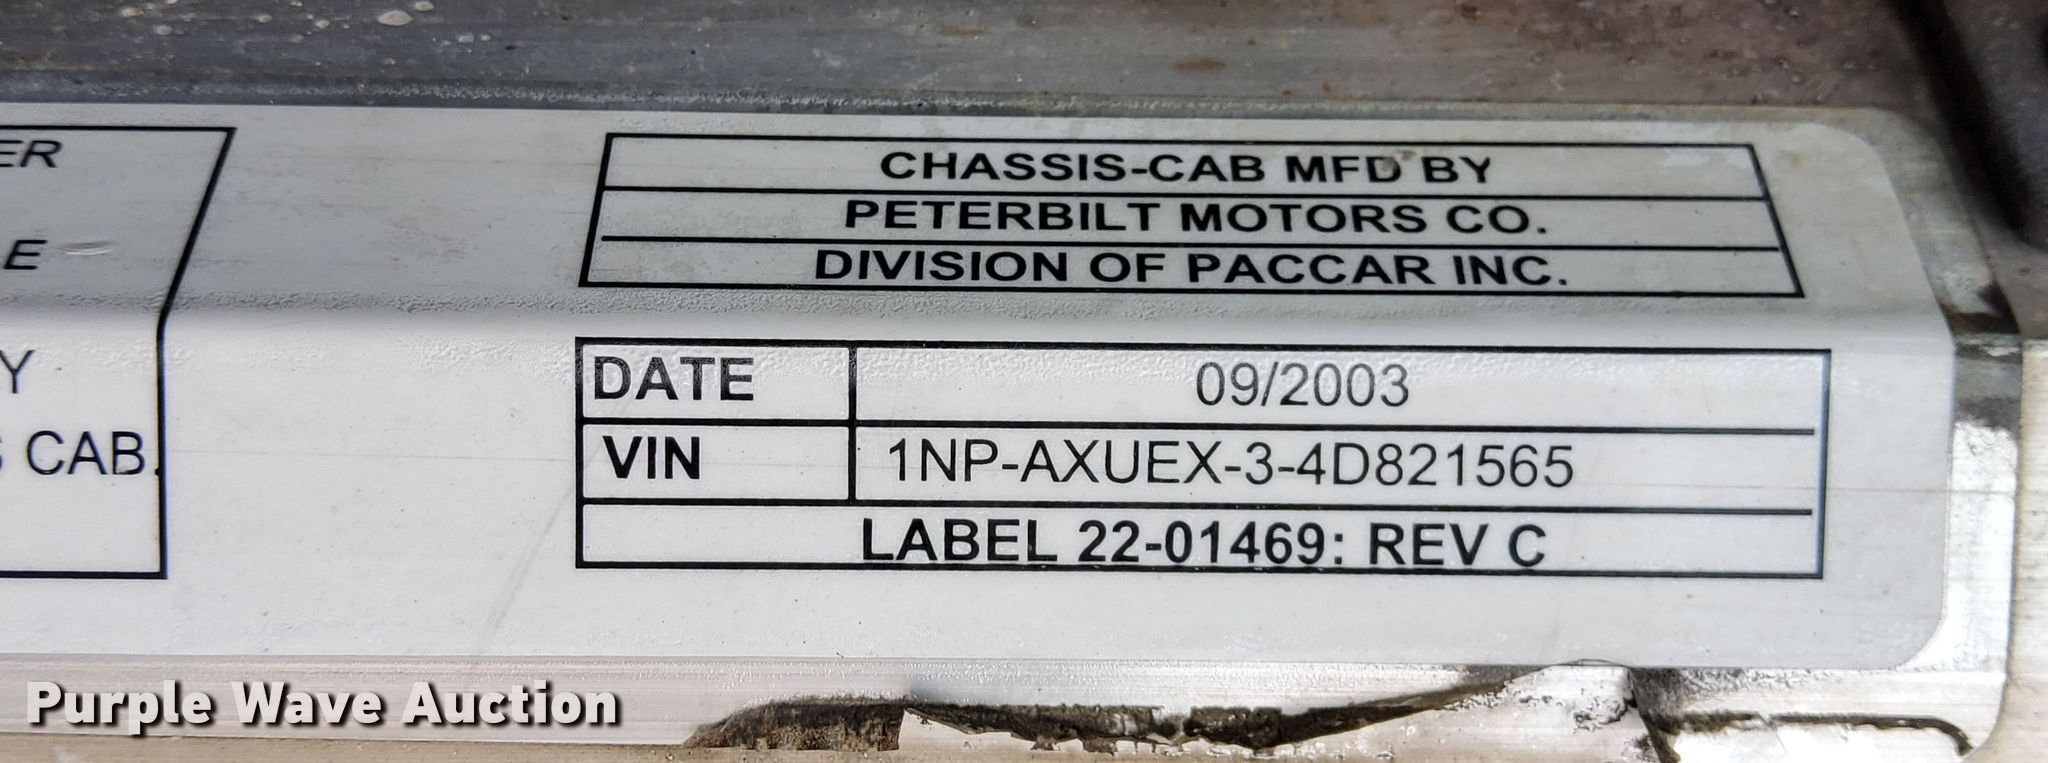 ER
E
Y
S CAB.
CHASSIS-CAB MFD BY
PETERBILT MOTORS CO.
DIVISION OF PACCAR INC.
DATE 09/2003
VIN 1NP-AXUEX-3-4D821565
LABEL 22-01469: REV C
Purple Wave Auction